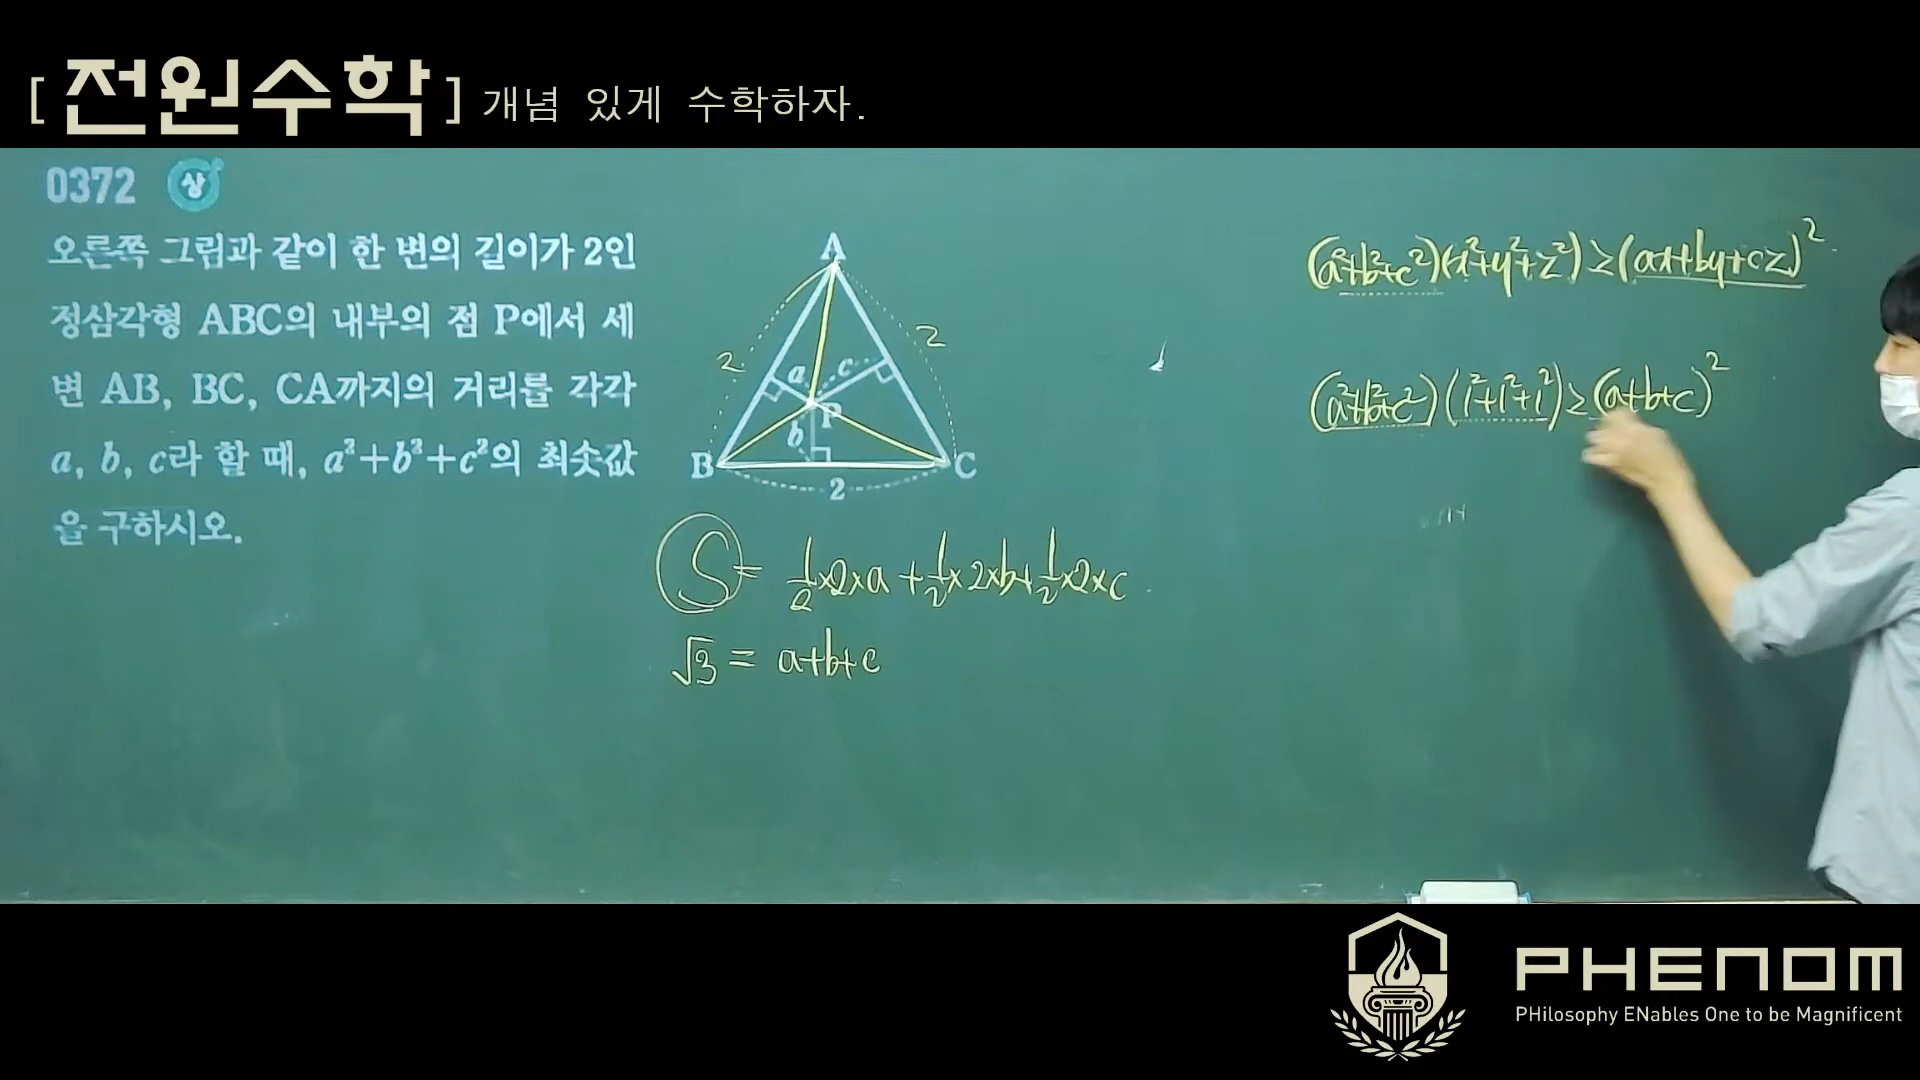 [ 전원수학 ] 개념 있게 수학하자.
0372 상
오른쪽 그림과 같이 한 변의 길이가 2인
정삼각형 ABC의 내부의 점 P에서 세
변 AB, BC, CA까지의 거리를 각각
a, b, c라 할 때, a²+b²+c²의 최솟값
을 구하시오.
A
2
2
a
c
P
b
B
C
2
S = 1/2×2×a + 1/2×2×b + 1/2×2×c
√3 = a+b+c
(a²+b²+c²)(x²+y²+z²) ≥ (ax+by+cz)²
(a²+b²+c²)(1²+1²+1²) ≥ (a+b+c)²
PHENOM
PHilosophy ENables One to be Magnificent